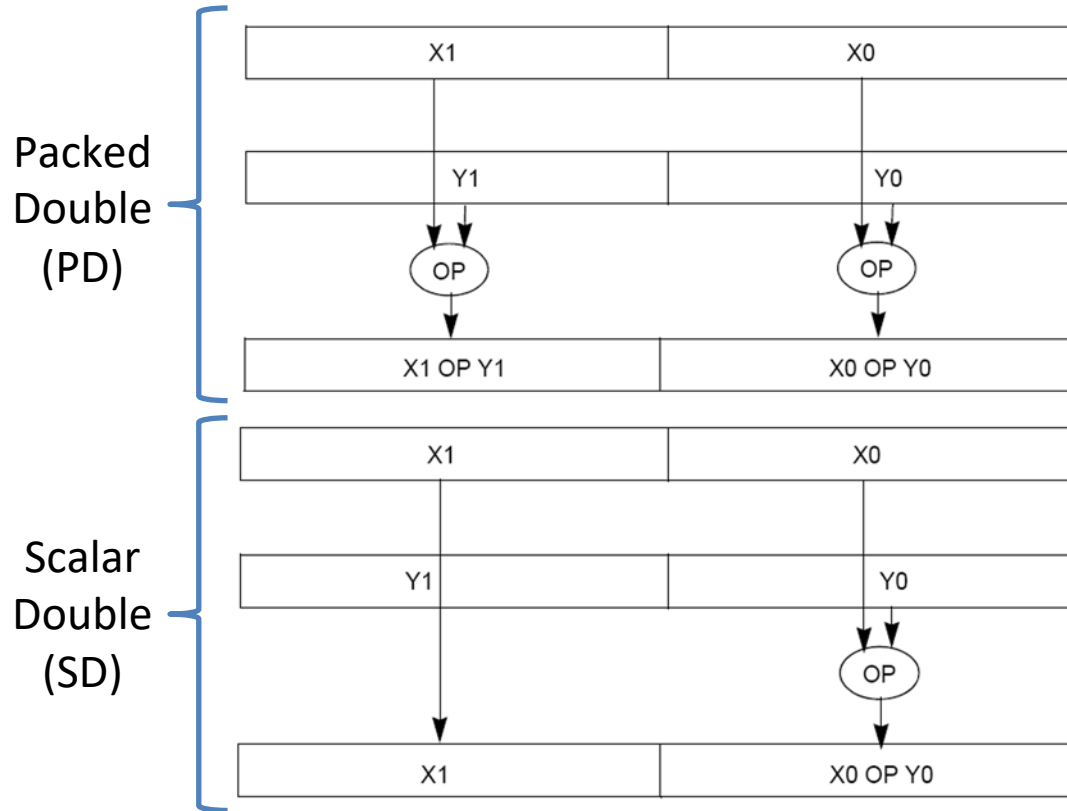 Packed
Double
(PD)
X1 X0
Y1 Y0
OP OP
X1 OP Y1 X0 OP Y0
Scalar
Double
(SD)
X1 X0
Y1 Y0
OP
X1 X0 OP Y0